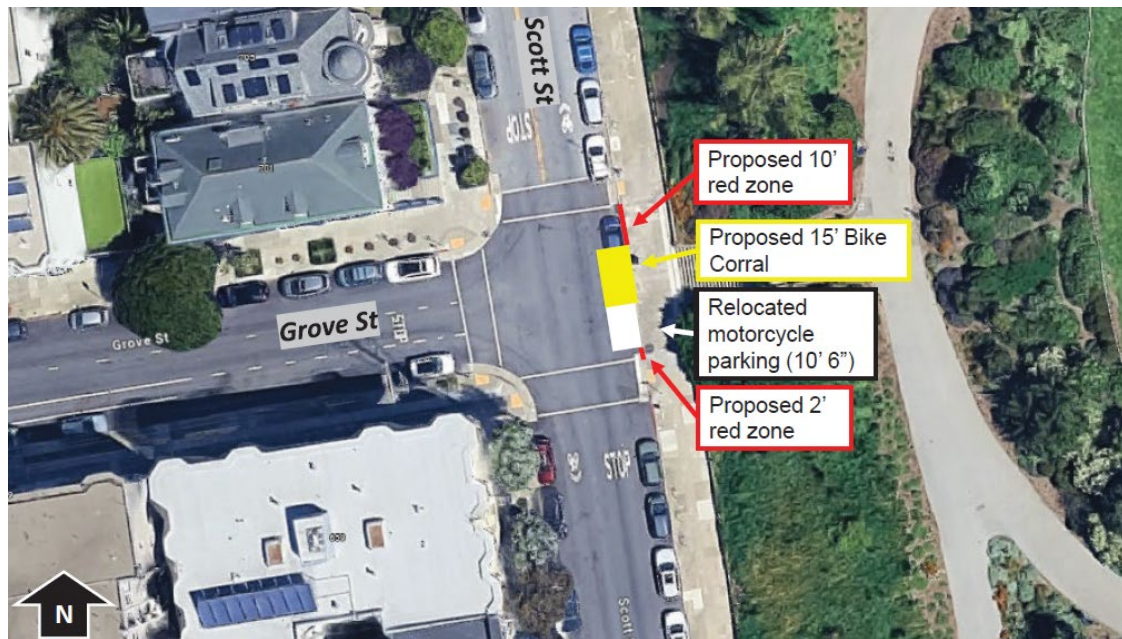 Scott St
STOP
Proposed 10’
red zone
Proposed 15’ Bike
Corral
Grove St
Grove St
STOP
Relocated
motorcycle
parking (10’ 6”)
Proposed 2’
red zone
STOP
N
Scott